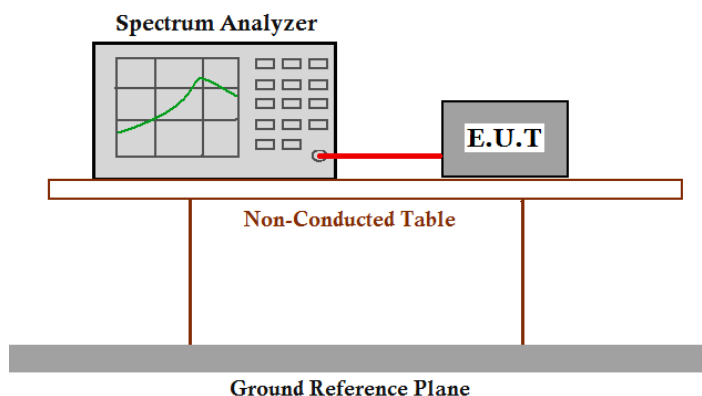 Spectrum Analyzer
E.U.T
Non-Conducted Table
Ground Reference Plane